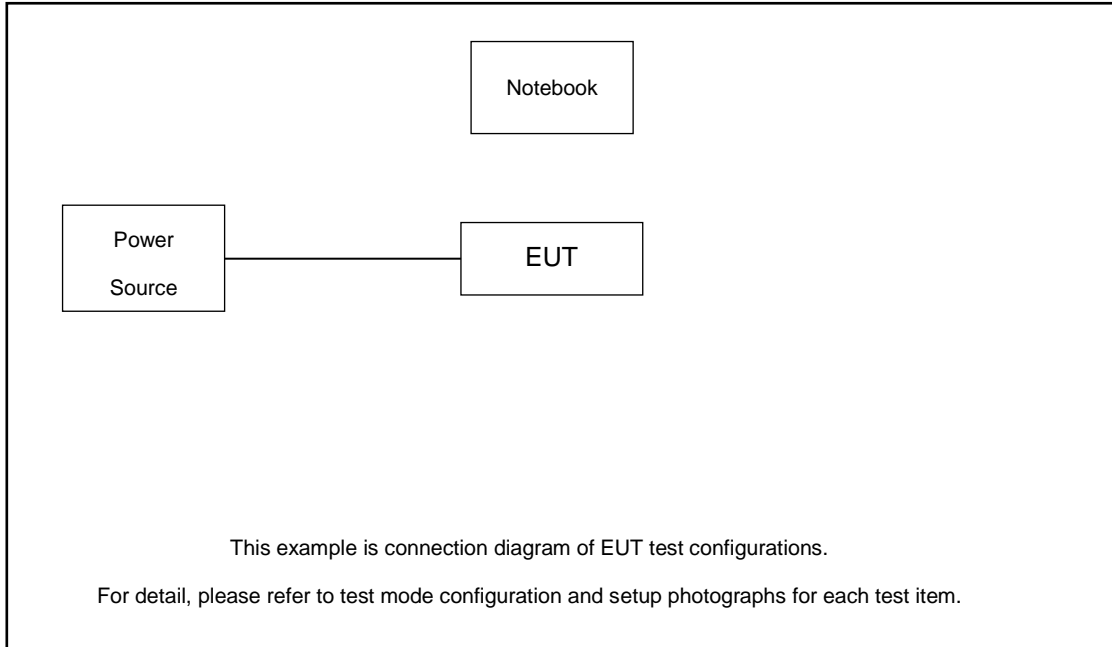 Notebook
Power
Source
EUT
This example is connection diagram of EUT test configurations.
For detail, please refer to test mode configuration and setup photographs for each test item.